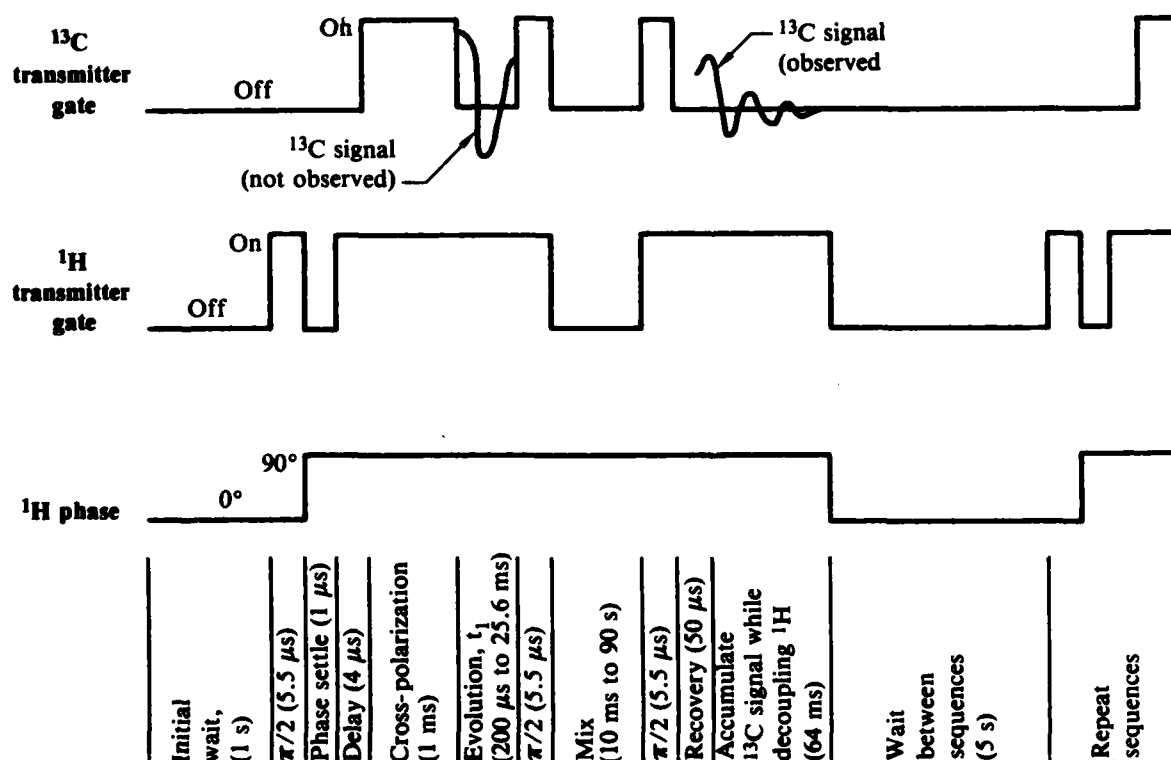 ¹³C
transmitter
gate
Off
On
¹³C signal
(not observed)
¹³C signal
(observed
¹H
transmitter
gate
Off
On
¹H phase
0°
90°
Initial
wait,
(1 s)
π/2 (5.5 μs)
Phase settle (1 μs)
Delay (4 μs)
Cross-polarization
(1 ms)
Evolution, t₁
(200 μs to 25.6 ms)
π/2 (5.5 μs)
Mix
(10 ms to 90 s)
π/2 (5.5 μs)
Recovery (50 μs)
Accumulate
¹³C signal while
decoupling ¹H
(64 ms)
Wait
between
sequences
(5 s)
Repeat
sequences